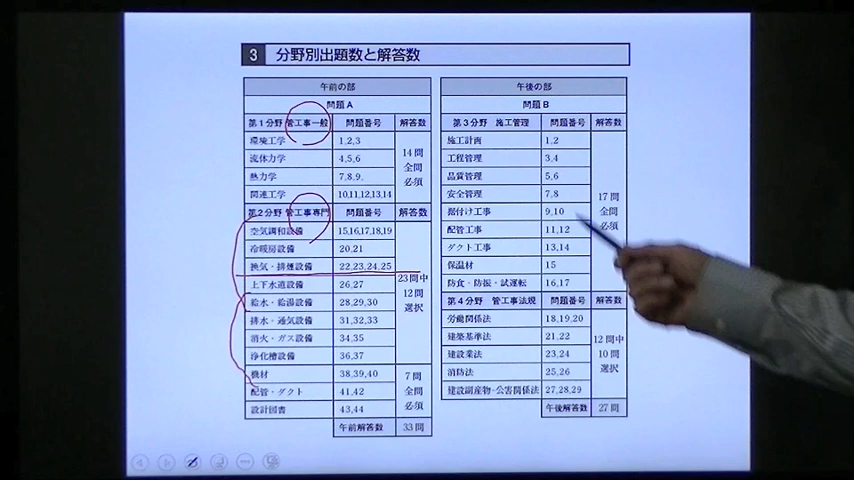 3 分野別出題数と解答数
午前の部
問題A
第1分野 管工事一般 問題番号 解答数
環境工学 1,2,3
流体力学 4,5,6
熱力学 7,8,9,
関連工学 10,11,12,13,14
14問
全問
必須
第2分野 管工事専門 問題番号 解答数
空気調和設備 15,16,17,18,19
冷暖房設備 20,21
換気・排煙設備 22,23,24,25
上下水道設備 26,27
給水・給湯設備 28,29,30
排水・通気設備 31,32,33
消火・ガス設備 34,35
浄化槽設備 36,37
23問中
12問
選択
機材 38,39,40
配管・ダクト 41,42
設計図書 43,44
7問
全問
必須
午前解答数 33問
午後の部
問題B
第3分野 施工管理 問題番号 解答数
施工計画 1,2
工程管理 3,4
品質管理 5,6
安全管理 7,8
据付け工事 9,10
配管工事 11,12
ダクト工事 13,14
保温材 15
防食・防振・試運転 16,17
17問
全問
必須
第4分野 管工事法規 問題番号 解答数
労働関係法 18,19,20
建築基準法 21,22
建設業法 23,24
消防法 25,26
建設副産物・公害関係法 27,28,29
12問中
10問
選択
午後解答数 27問